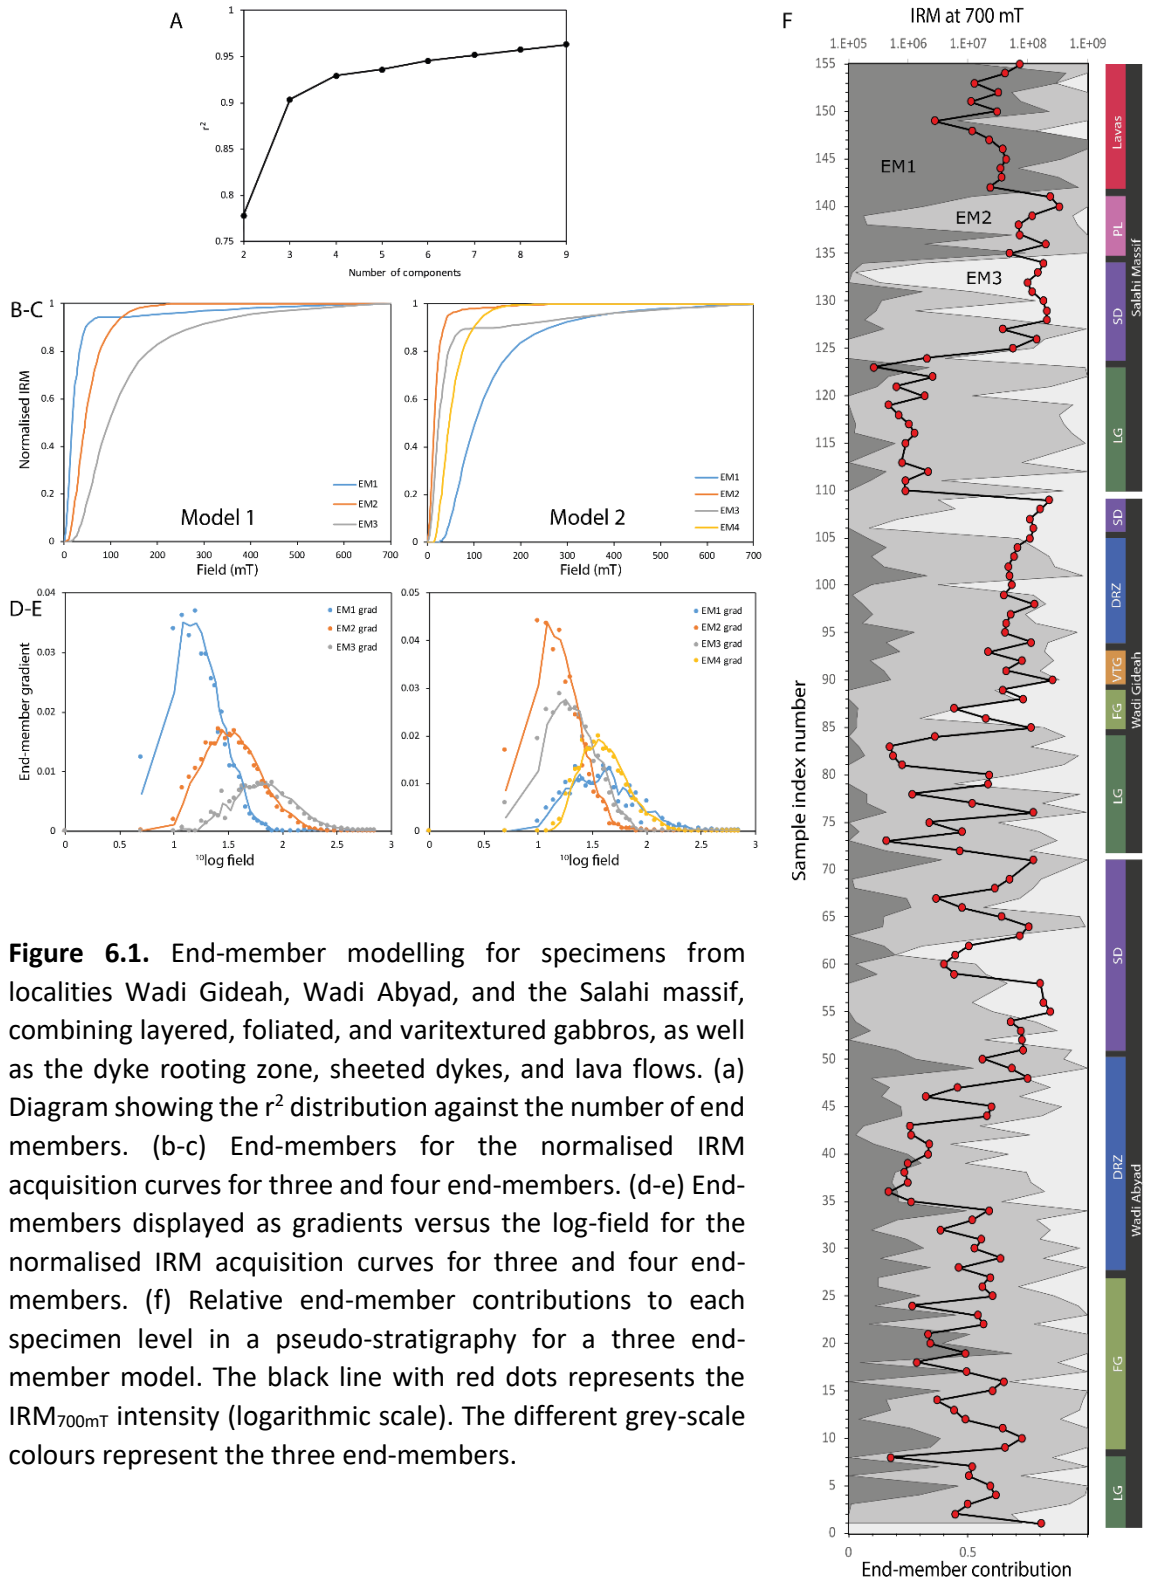 A
1
0.95
0.9
r²
0.85
0.8
0.75
2 3 4 5 6 7 8 9
Number of components
B-C
1
0.8
0.6
0.4
0.2
0
Normalised IRM
EM1
EM2
EM3
Model 1
0 100 200 300 400 500 600 700
Field (mT)
1
0.8
0.6
0.4
0.2
0
EM1
EM2
EM3
EM4
Model 2
0 100 200 300 400 500 600 700
Field (mT)
D-E
0.04
0.03
0.02
0.01
0
End-member gradient
EM1 grad
EM2 grad
EM3 grad
0 0.5 1 1.5 2 2.5 3
¹⁰log field
0.05
0.04
0.03
0.02
0.01
0
EM1 grad
EM2 grad
EM3 grad
EM4 grad
0 0.5 1 1.5 2 2.5 3
¹⁰log field
Figure 6.1. End-member modelling for specimens from
localities Wadi Gideah, Wadi Abyad, and the Salahi massif,
combining layered, foliated, and varitextured gabbros, as well
as the dyke rooting zone, sheeted dykes, and lava flows. (a)
Diagram showing the r² distribution against the number of end
members. (b-c) End-members for the normalised IRM
acquisition curves for three and four end-members. (d-e) End-
members displayed as gradients versus the log-field for the
normalised IRM acquisition curves for three and four end-
members. (f) Relative end-member contributions to each
specimen level in a pseudo-stratigraphy for a three end-
member model. The black line with red dots represents the
IRM700mT intensity (logarithmic scale). The different grey-scale
colours represent the three end-members.
F
IRM at 700 mT
1.E+05 1.E+06 1.E+07 1.E+08 1.E+09
155
150
145
140
135
130
125
120
115
110
105
100
95
90
85
80
75
70
65
60
55
50
45
40
35
30
25
20
15
10
5
0
Sample index number
EM1
EM2
EM3
0 0.5
End-member contribution
Lavas
PL
SD
LG
Salahi Massif
SD
DRZ
VTG
FG
LG
Wadi Gideah
SD
DRZ
FG
LG
Wadi Abyad